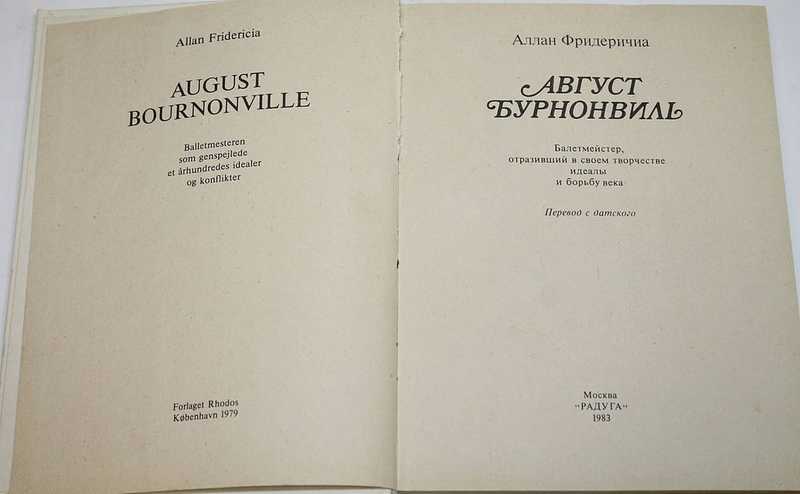 Allan Fridericia
AUGUST
BOURNONVILLE
Balletmesteren
som genspejlede
et århundredes idealer
og konflikter
Forlaget Rhodos
København 1979
Аллан Фридеричиа
АВГУСТ
БУРНОНВИЛЬ
Балетмейстер,
отразивший в своем творчестве
идеалы
и борьбу века
Перевод с датского
Москва
"РАДУГА"
1983